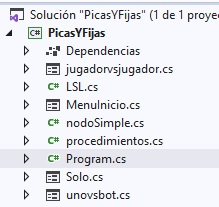 Solución "PicasYFijas" (1 de 1 proye
PicasYFijas
Dependencias
jugadorvsjugador.cs
C# LSL.cs
MenuInicio.cs
C# nodoSimple.cs
C# procedimientos.cs
C# Program.cs
Solo.cs
unovsbot.cs